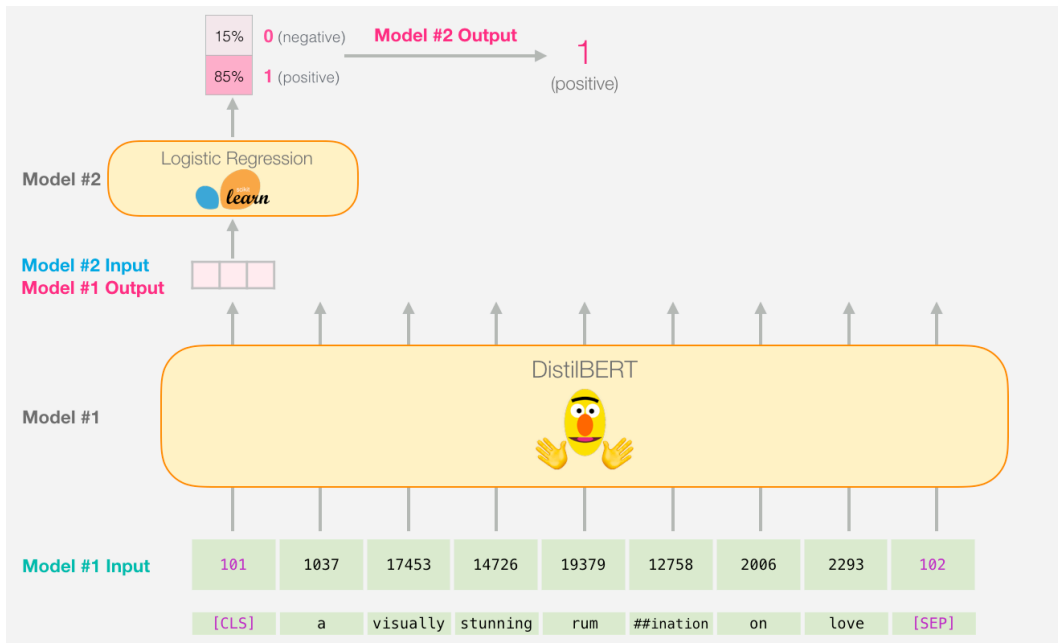 15% 0 (negative) Model #2 Output 1
85% 1 (positive) (positive)
Logistic Regression
Model #2
learn
Model #2 Input
Model #1 Output
DistilBERT
Model #1
Model #1 Input 101 1037 17453 14726 19379 12758 2006 2293 102
[CLS] a visually stunning rum ##ination on love [SEP]